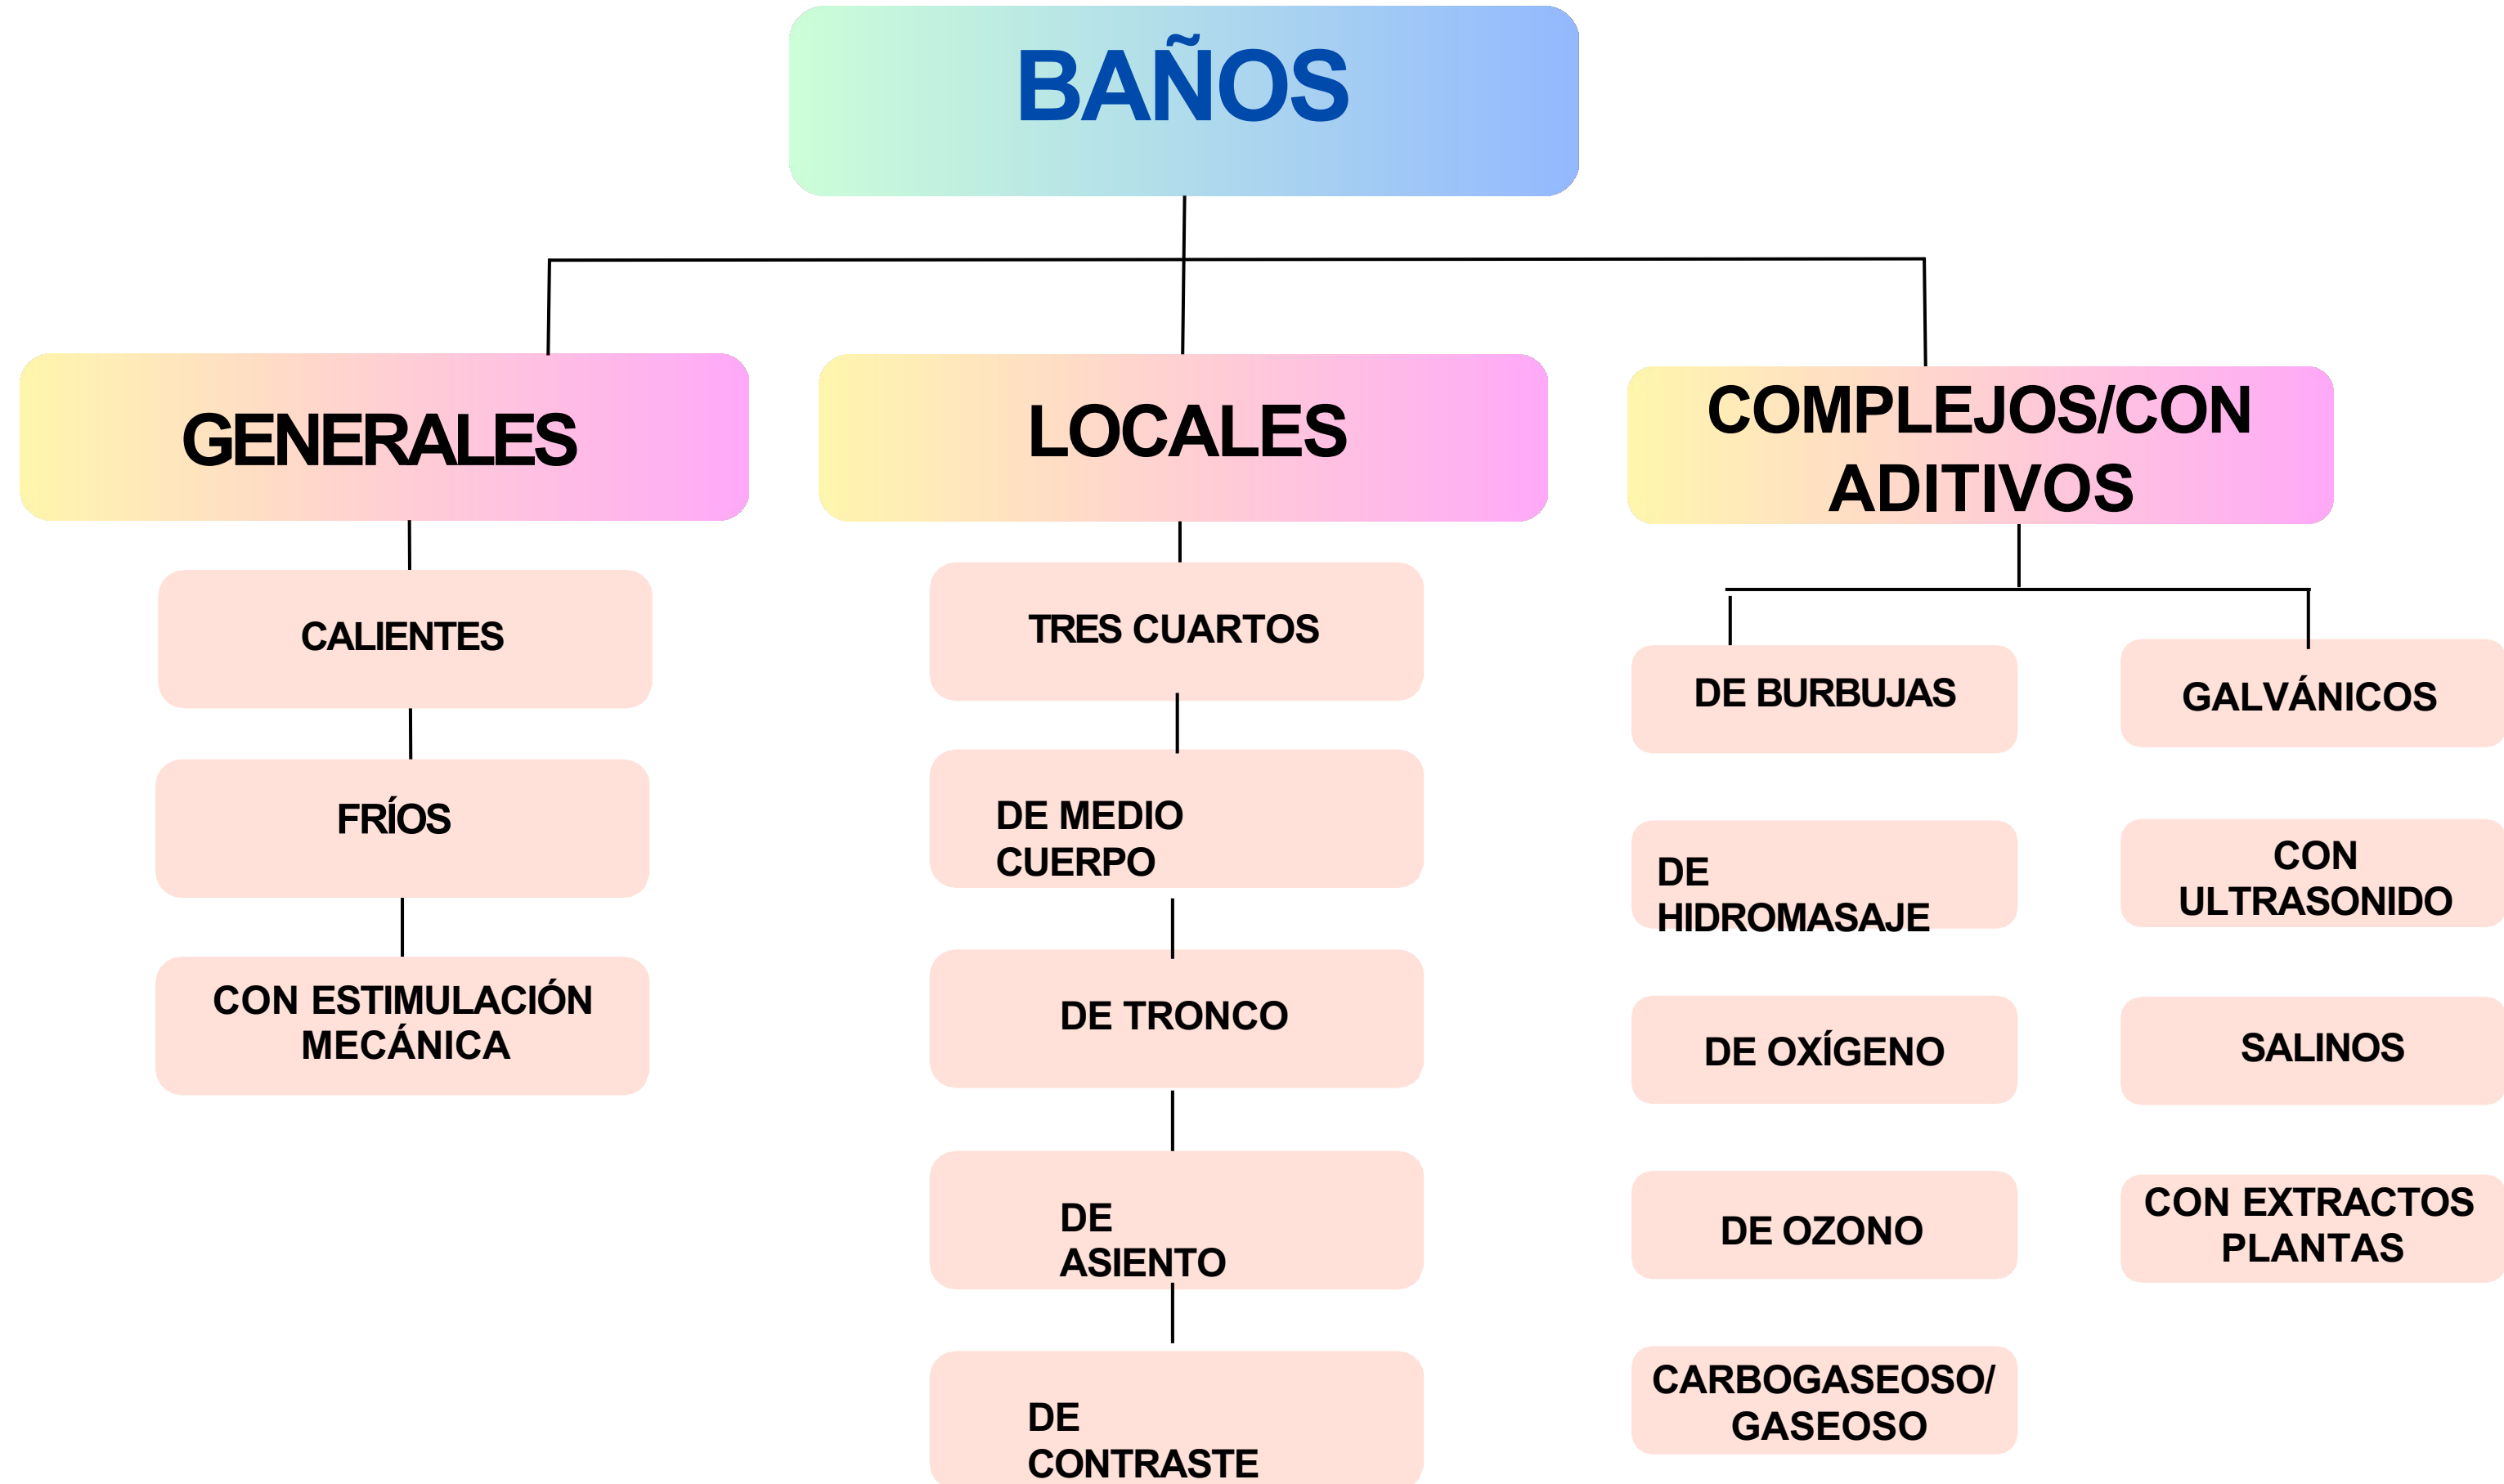 BAÑOS
GENERALES
CALIENTES
FRÍOS
CON ESTIMULACIÓN
MECÁNICA
LOCALES
TRES CUARTOS
DE MEDIO
CUERPO
DE TRONCO
DE
ASIENTO
DE
CONTRASTE
COMPLEJOS/CON
ADITIVOS
DE BURBUJAS
DE
HIDROMASAJE
DE OXÍGENO
DE OZONO
CARBOGASEOSO/
GASEOSO
GALVÁNICOS
CON
ULTRASONIDO
SALINOS
CON EXTRACTOS
PLANTAS